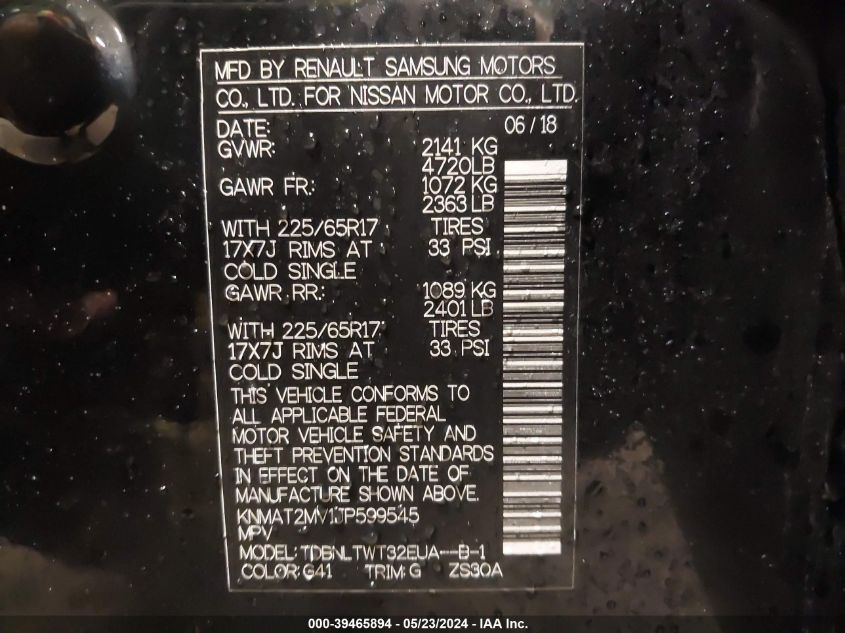 MFD BY RENAULT SAMSUNG MOTORS
CO., LTD. FOR NISSAN MOTOR CO., LTD.
DATE: 06 / 18
GVWR: 2141 KG
4720LB
GAWR FR.: 1072 KG
2363 LB
WITH 225/65R17 TIRES
17X7J RIMS AT 33 PSI
COLD SINGLE
GAWR RR.: 1089 KG
2401 LB
WITH 225/65R17 TIRES
17X7J RIMS AT 33 PSI
COLD SINGLE
THIS VEHICLE CONFORMS TO
ALL APPLICABLE FEDERAL
MOTOR VEHICLE SAFETY AND
THEFT PREVENTION STANDARDS
IN EFFECT ON THE DATE OF
MANUFACTURE SHOWN ABOVE.
KNMAT2MV1JP599545
MPV
MODEL: TDBNLTWT32EUA--B-1
COLOR: G41 TRIM: G ZS30A
000-39465894 - 05/23/2024 - IAA Inc.